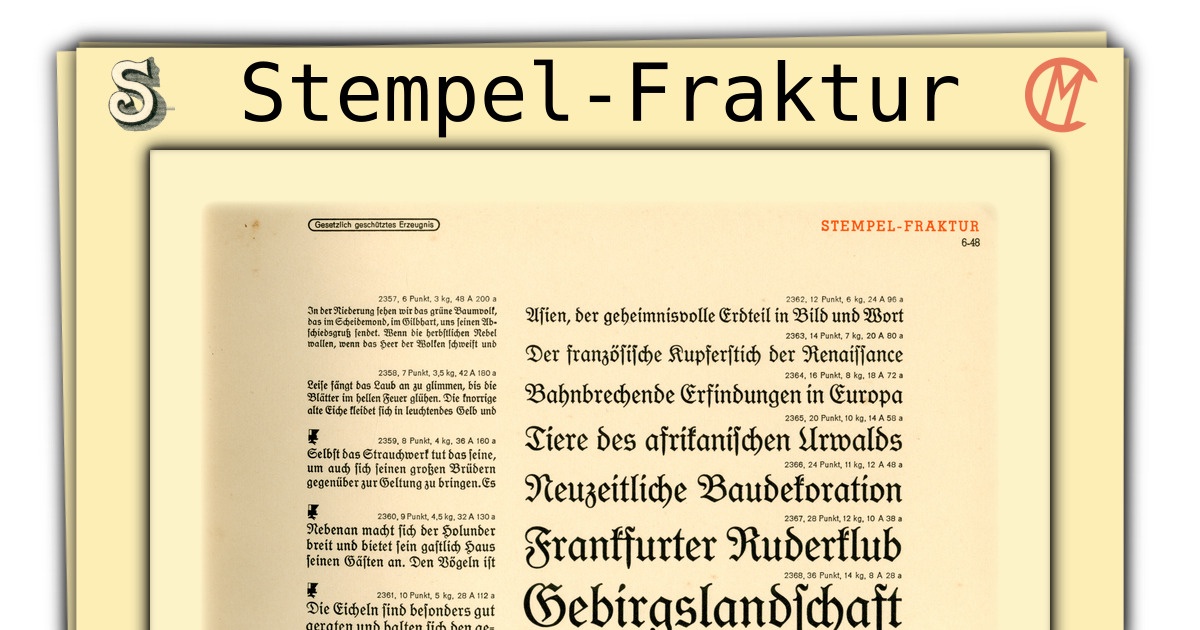 Stempel-Fraktur
Gesetzlich geschütztes Erzeugnis
STEMPEL-FRAKTUR
6-48
2357, 6 Punkt, 3 kg, 48 A 200 a
In der Niederung ſehen wir das grüne Baumvolk,
das im Scheidemond, im Gilbhart, uns ſeinen Ab-
ſchiedsgruß ſendet. Wenn die herbſtlichen Nebel
wallen, wenn das Heer der Wolken ſchweift und
2358, 7 Punkt, 3,5 kg, 42 A 180 a
Leiſe fängt das Laub an zu glimmen, bis die
Blätter im hellen Feuer glühen. Die knorrige
alte Eiche kleidet ſich in leuchtendes Gelb und
2359, 8 Punkt, 4 kg, 36 A 160 a
Selbſt das Strauchwerk tut das ſeine,
um auch ſich ſeinen großen Brüdern
gegenüber zur Geltung zu bringen. Es
2360, 9 Punkt, 4,5 kg, 32 A 130 a
Nebenan macht ſich der Holunder
breit und bietet ſein gaſtlich Haus
ſeinen Gäſten an. Den Vögeln iſt
2361, 10 Punkt, 5 kg, 28 A 112 a
Die Eicheln ſind beſonders gut
geraten und halten ſich den ge-
2362, 12 Punkt, 6 kg, 24 A 96 a
Aſien, der geheimnisvolle Erdteil in Bild und Wort
2363, 14 Punkt, 7 kg, 20 A 80 a
Der franzöſiſche Kupferſtich der Renaiſſance
2364, 16 Punkt, 8 kg, 18 A 72 a
Bahnbrechende Erfindungen in Europa
2365, 20 Punkt, 10 kg, 14 A 58 a
Tiere des afrikaniſchen Urwalds
2366, 24 Punkt, 11 kg, 12 A 48 a
Neuzeitliche Baudekoration
2367, 28 Punkt, 12 kg, 10 A 38 a
Frankfurter Ruderklub
2368, 36 Punkt, 14 kg, 8 A 28 a
Gebirgslandſchaft